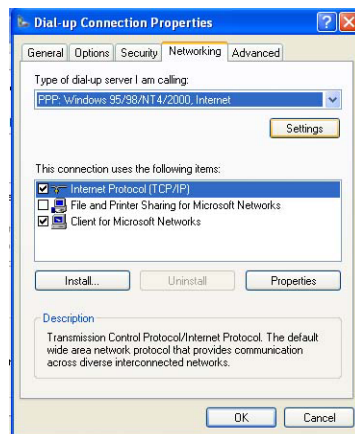 Dial-up Connection Properties
General Options Security Networking Advanced
Type of dial-up server I am calling:
PPP: Windows 95/98/NT4/2000, Internet
Settings
This connection uses the following items:
Internet Protocol (TCP/IP)
File and Printer Sharing for Microsoft Networks
Client for Microsoft Networks
Install... Uninstall Properties
Description
Transmission Control Protocol/Internet Protocol. The default
wide area network protocol that provides communication
across diverse interconnected networks.
OK Cancel